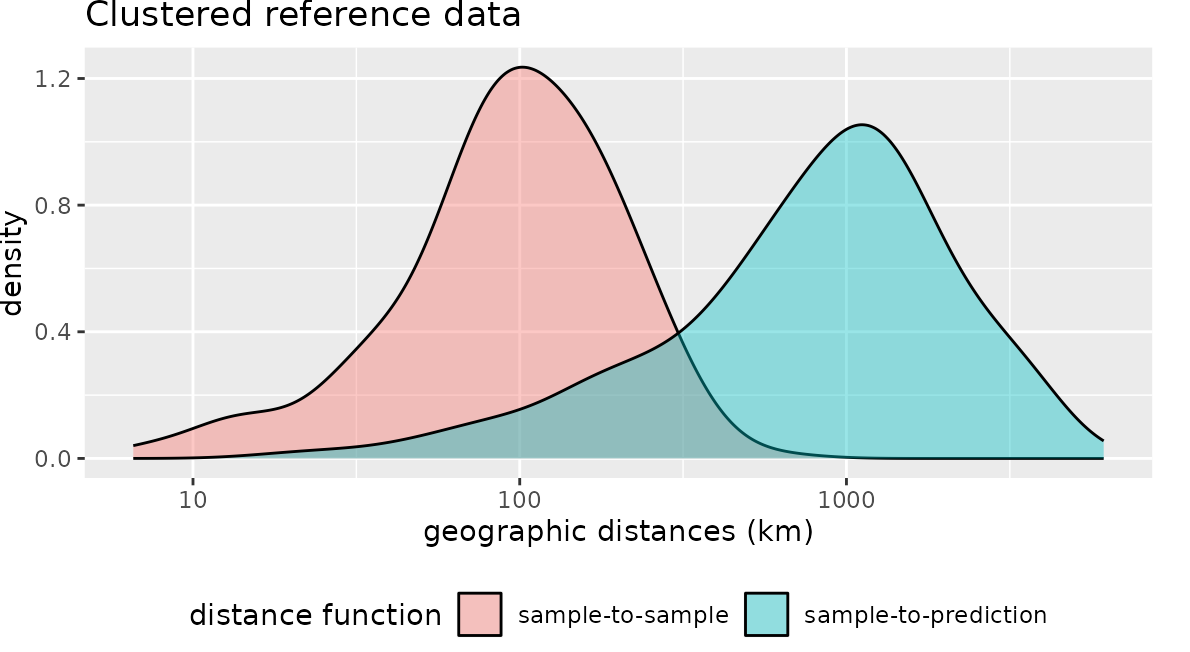 Clustered reference data
1.2
0.8
0.4
0.0
density
10 100 1000
geographic distances (km)
distance function sample-to-sample sample-to-prediction